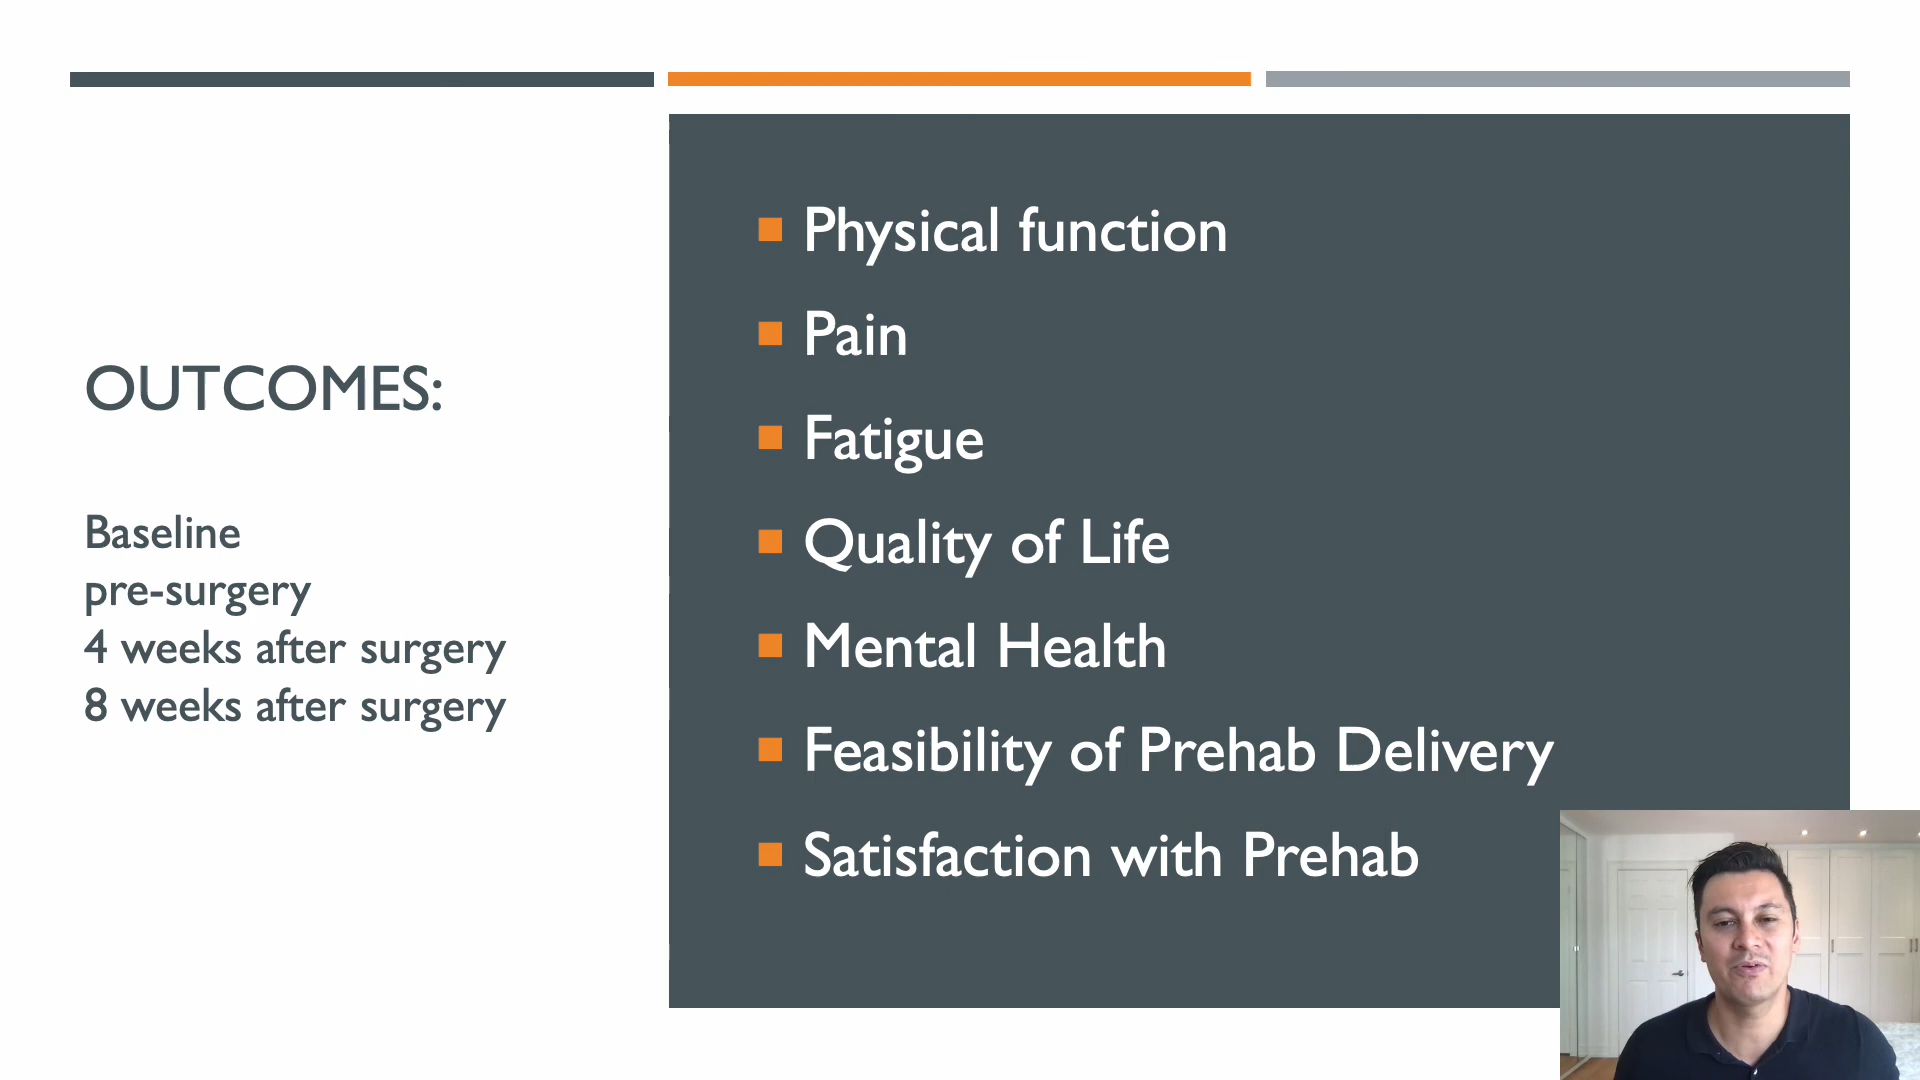 OUTCOMES:
Baseline
pre-surgery
4 weeks after surgery
8 weeks after surgery
Physical function
Pain
Fatigue
Quality of Life
Mental Health
Feasibility of Prehab Delivery
Satisfaction with Prehab